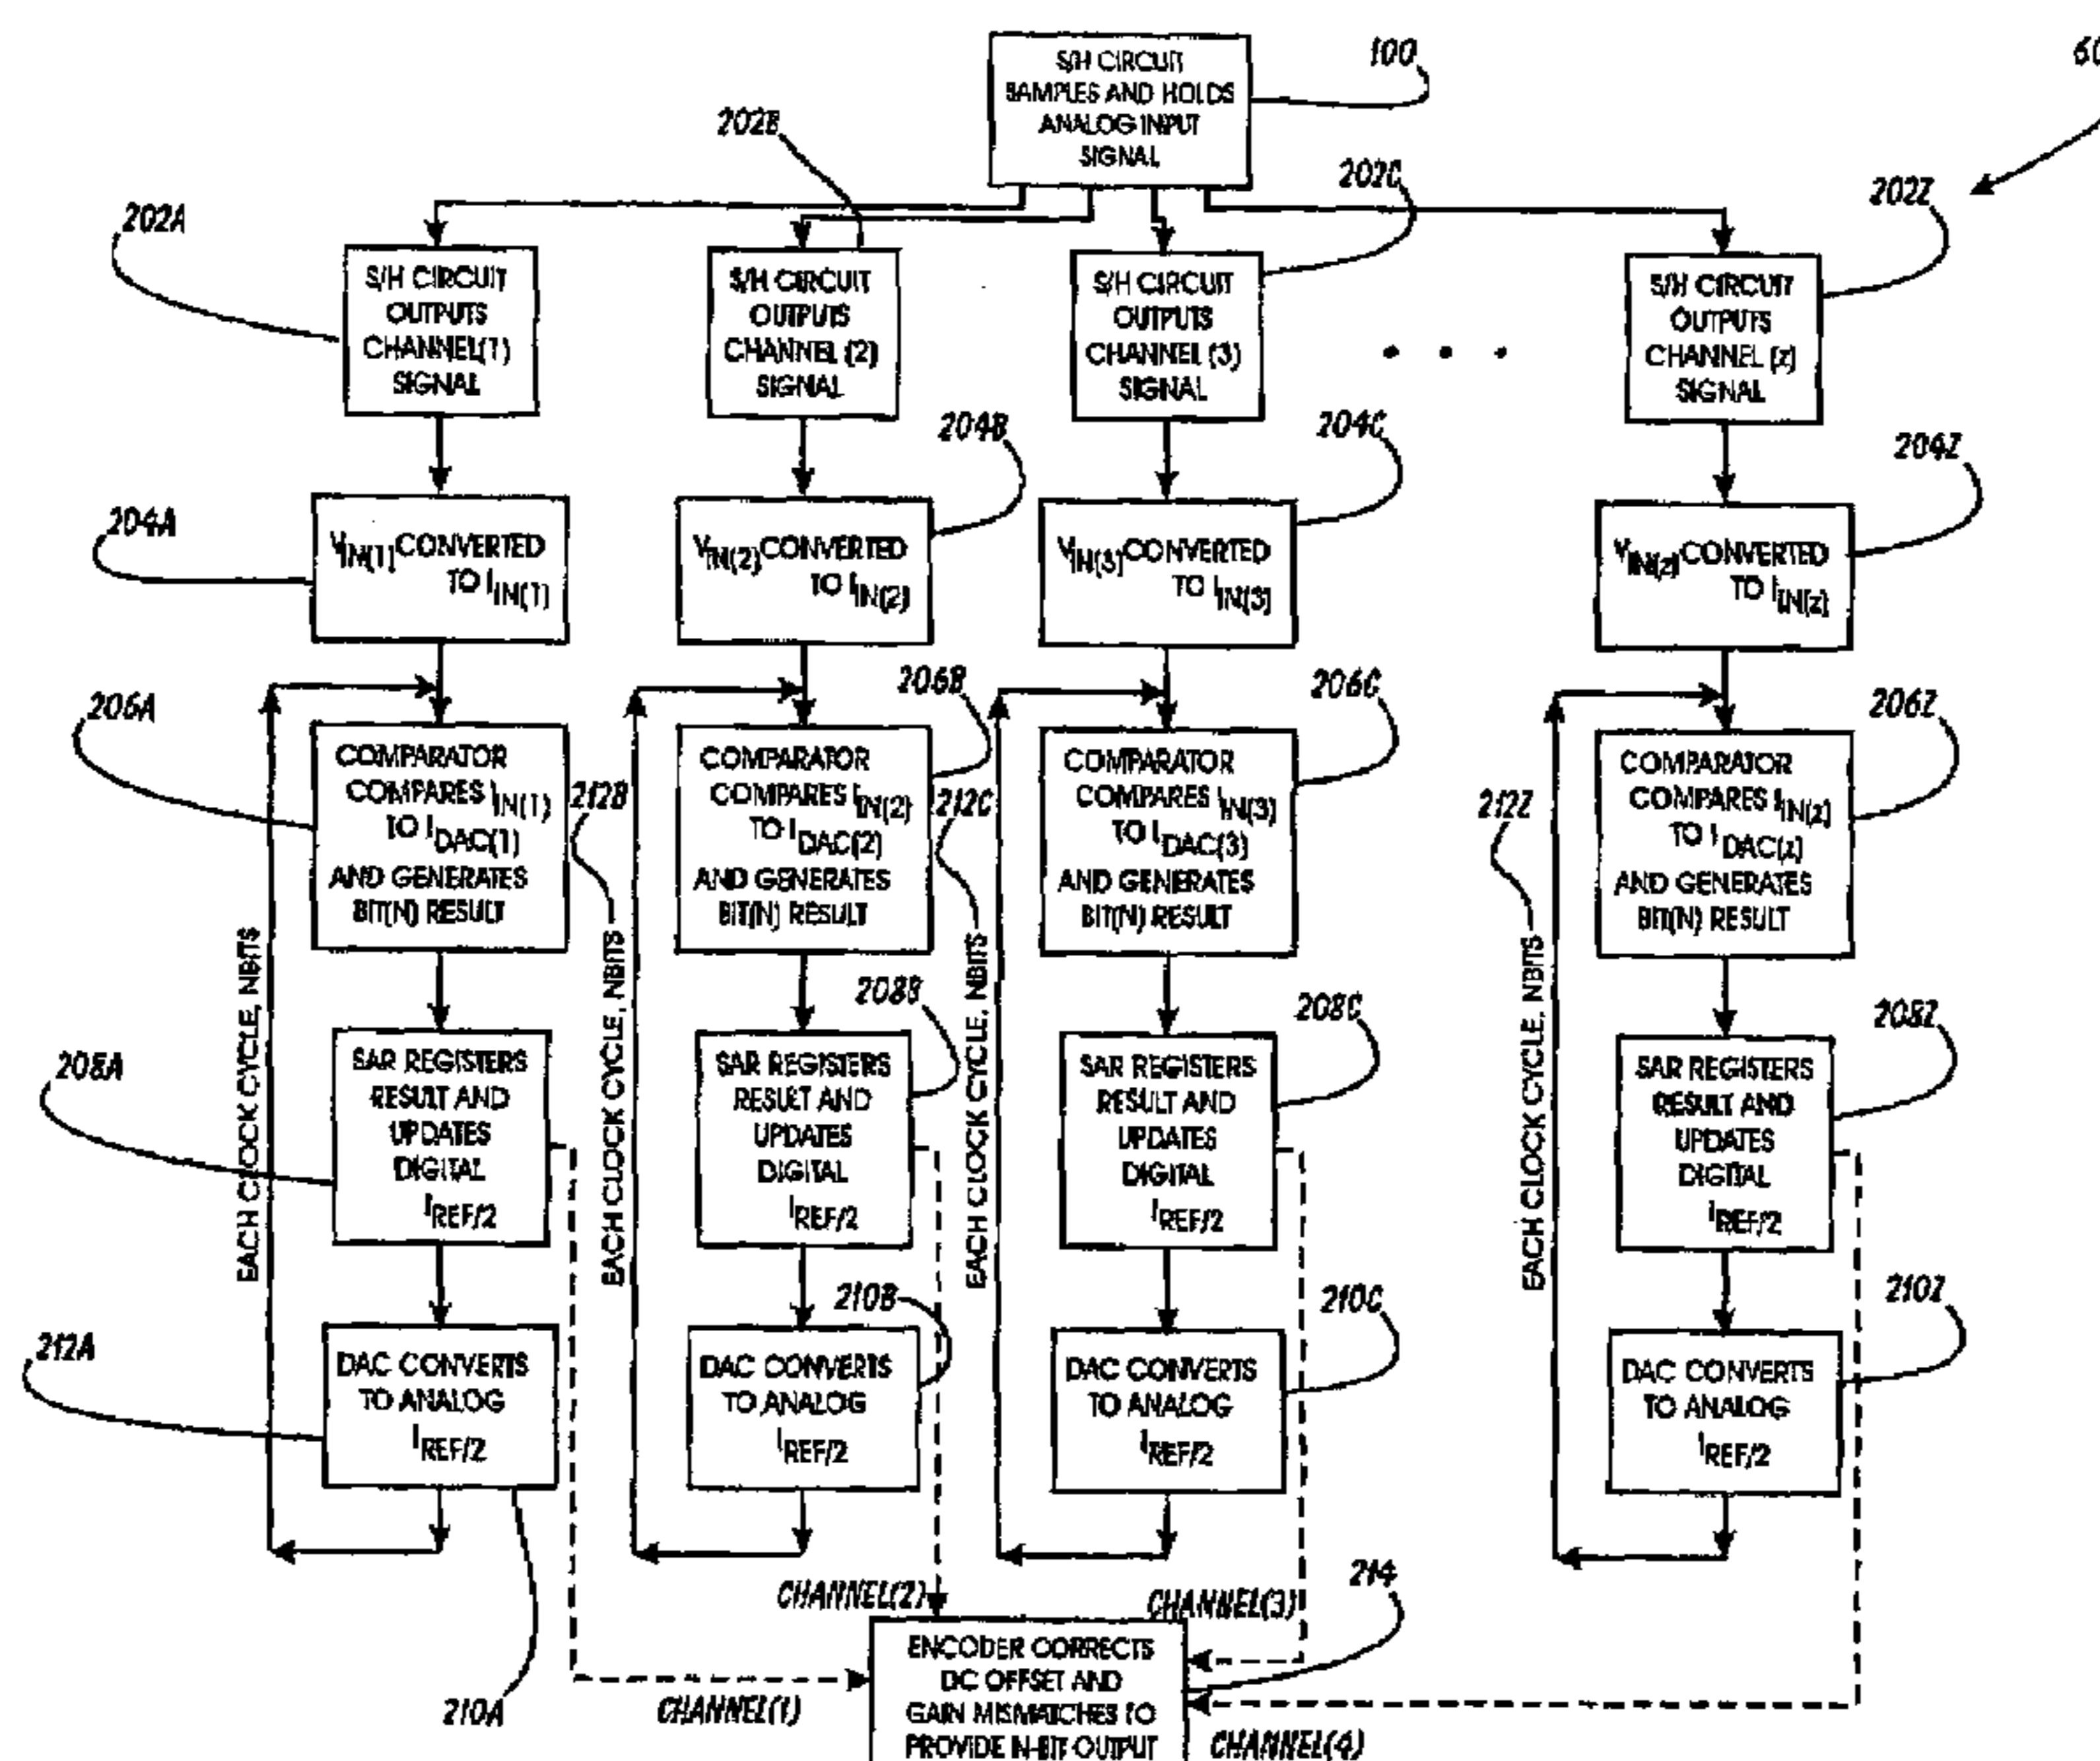 100
60
S/H CIRCUIT
SAMPLES AND HOLDS
ANALOG INPUT
SIGNAL
202A
202B
202C
202Z
S/H CIRCUIT
OUTPUTS
CHANNEL(1)
SIGNAL
S/H CIRCUIT
OUTPUTS
CHANNEL (2)
SIGNAL
S/H CIRCUIT
OUTPUTS
CHANNEL (3)
SIGNAL
• • •
S/H CIRCUIT
OUTPUTS
CHANNEL (z)
SIGNAL
204A
204B
204C
204Z
VIN(1) CONVERTED
TO IIN(1)
VIN(2) CONVERTED
TO IIN(2)
VIN(3) CONVERTED
TO IIN(3)
VIN(z) CONVERTED
TO IIN(z)
206A
206B
206C
206Z
COMPARATOR
COMPARES IIN(1)
TO IDAC(1)
AND GENERATES
BIT(N) RESULT
COMPARATOR
COMPARES IIN(2)
TO IDAC(2)
AND GENERATES
BIT(N) RESULT
COMPARATOR
COMPARES IIN(3)
TO IDAC(3)
AND GENERATES
BIT(N) RESULT
COMPARATOR
COMPARES IIN(z)
TO IDAC(z)
AND GENERATES
BIT(N) RESULT
212B
212C
212Z
EACH CLOCK CYCLE, NBITS
EACH CLOCK CYCLE, NBITS
EACH CLOCK CYCLE, NBITS
EACH CLOCK CYCLE, NBITS
208A
208B
208C
208Z
SAR REGISTERS
RESULT AND
UPDATES
DIGITAL
IREF/2
SAR REGISTERS
RESULT AND
UPDATES
DIGITAL
IREF/2
SAR REGISTERS
RESULT AND
UPDATES
DIGITAL
IREF/2
SAR REGISTERS
RESULT AND
UPDATES
DIGITAL
IREF/2
212A
210B
210C
210Z
DAC CONVERTS
TO ANALOG
IREF/2
DAC CONVERTS
TO ANALOG
IREF/2
DAC CONVERTS
TO ANALOG
IREF/2
DAC CONVERTS
TO ANALOG
IREF/2
210A
CHANNEL(1)
CHANNEL(2)
CHANNEL(3)
214
ENCODER CORRECTS
DC OFFSET AND
GAIN MISMATCHES TO
PROVIDE N-BIT OUTPUT
CHANNEL(4)